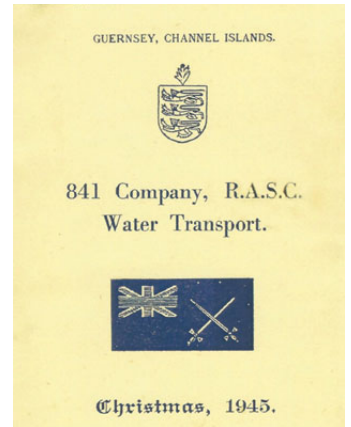 GUERNSEY, CHANNEL ISLANDS.
841 Company, R.A.S.C.
Water Transport.
Christmas, 1945.